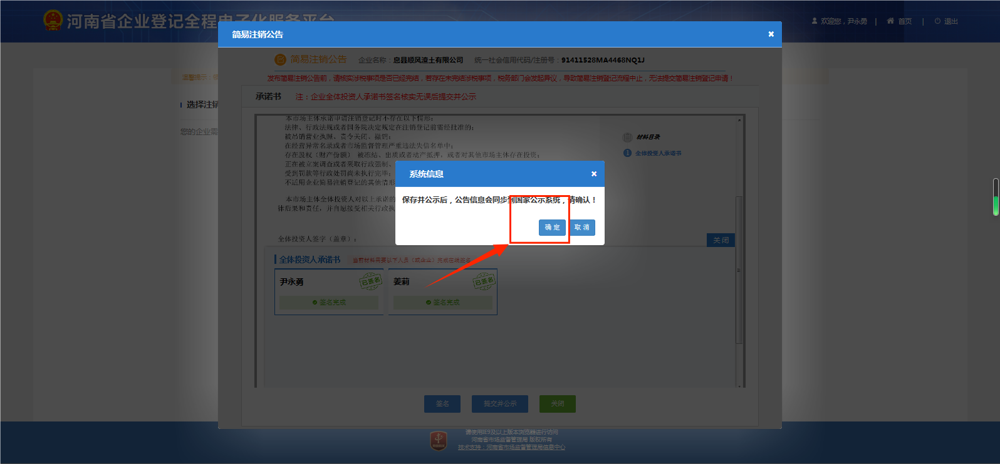 河南省企业登记全程电子化服务平台
欢迎您，尹永勇 | 首页 | 退出
简易注销公告
简易注销公告 企业名称：息县顺风渣土有限公司 统一社会信用代码/注册号：91411528MA4468NQ1J
温馨提示：
发布简易注销公告前，请核实涉税事项是否已经完结，若存在未完结涉税事项，税务部门会发起异议，导致简易注销登记流程中止，无法提交简易注销登记申请！
承诺书 注：企业全体投资人承诺书签名核实无误后提交并公示
选择注销
您的企业需
本市场主体承诺申请注销登记时不存在以下情形：
法律、行政法规或者国务院决定规定在注销登记前需经批准的；
被吊销营业执照、责令关闭、撤销；
在经营异常名录或者市场监督管理严重违法失信名单中；
存在股权（财产份额） 被冻结、出质或者动产抵押，或者对其他市场主体存在投资；
正在被立案调查或者采取行政强制、
受到罚款等行政处罚尚未执行完毕；
不适用企业简易注销登记的其他情形
本市场主体全体投资人对以上承诺的
律后果和责任，并自愿接受相关行政执
全体投资人签字（盖章）：
材料目录
1 全体投资人承诺书
系统信息
保存并公示后，公告信息会同步到国家公示系统，请确认！
确 定 取 消
关 闭
全体投资人承诺书 当前材料需要以下人员（或企业）完成在线签名
尹永勇 已签名
签名完成
姜莉 已签名
签名完成
签名 提交并公示 关闭
请使用IE9及以上版本浏览器进行访问
河南省市场监督管理局 版权所有
技术支持：河南省市场监督管理局信息中心